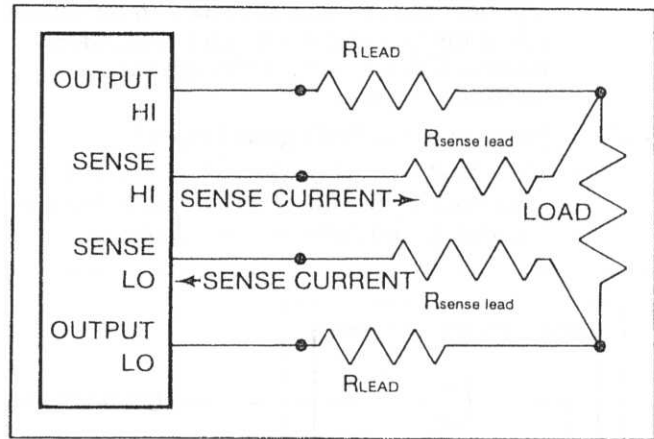 RLEAD
OUTPUT
HI
Rsense lead
SENSE
HI
SENSE CURRENT
LOAD
SENSE
LO
SENSE CURRENT
Rsense lead
OUTPUT
LO
RLEAD